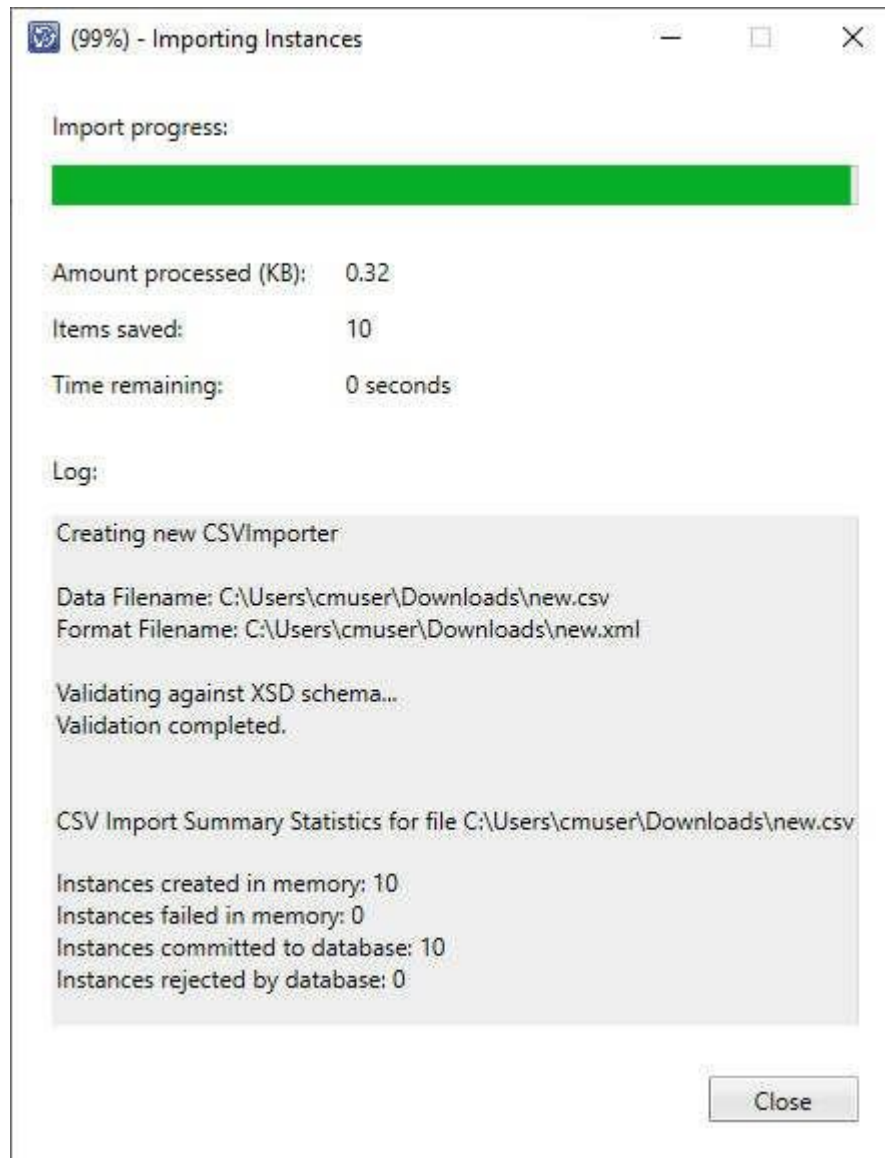 (99%) - Importing Instances
Import progress:
Amount processed (KB): 0.32
Items saved: 10
Time remaining: 0 seconds
Log:
Creating new CSVImporter
Data Filename: C:\Users\cmuser\Downloads\new.csv
Format Filename: C:\Users\cmuser\Downloads\new.xml
Validating against XSD schema...
Validation completed.
CSV Import Summary Statistics for file C:\Users\cmuser\Downloads\new.csv
Instances created in memory: 10
Instances failed in memory: 0
Instances committed to database: 10
Instances rejected by database: 0
Close